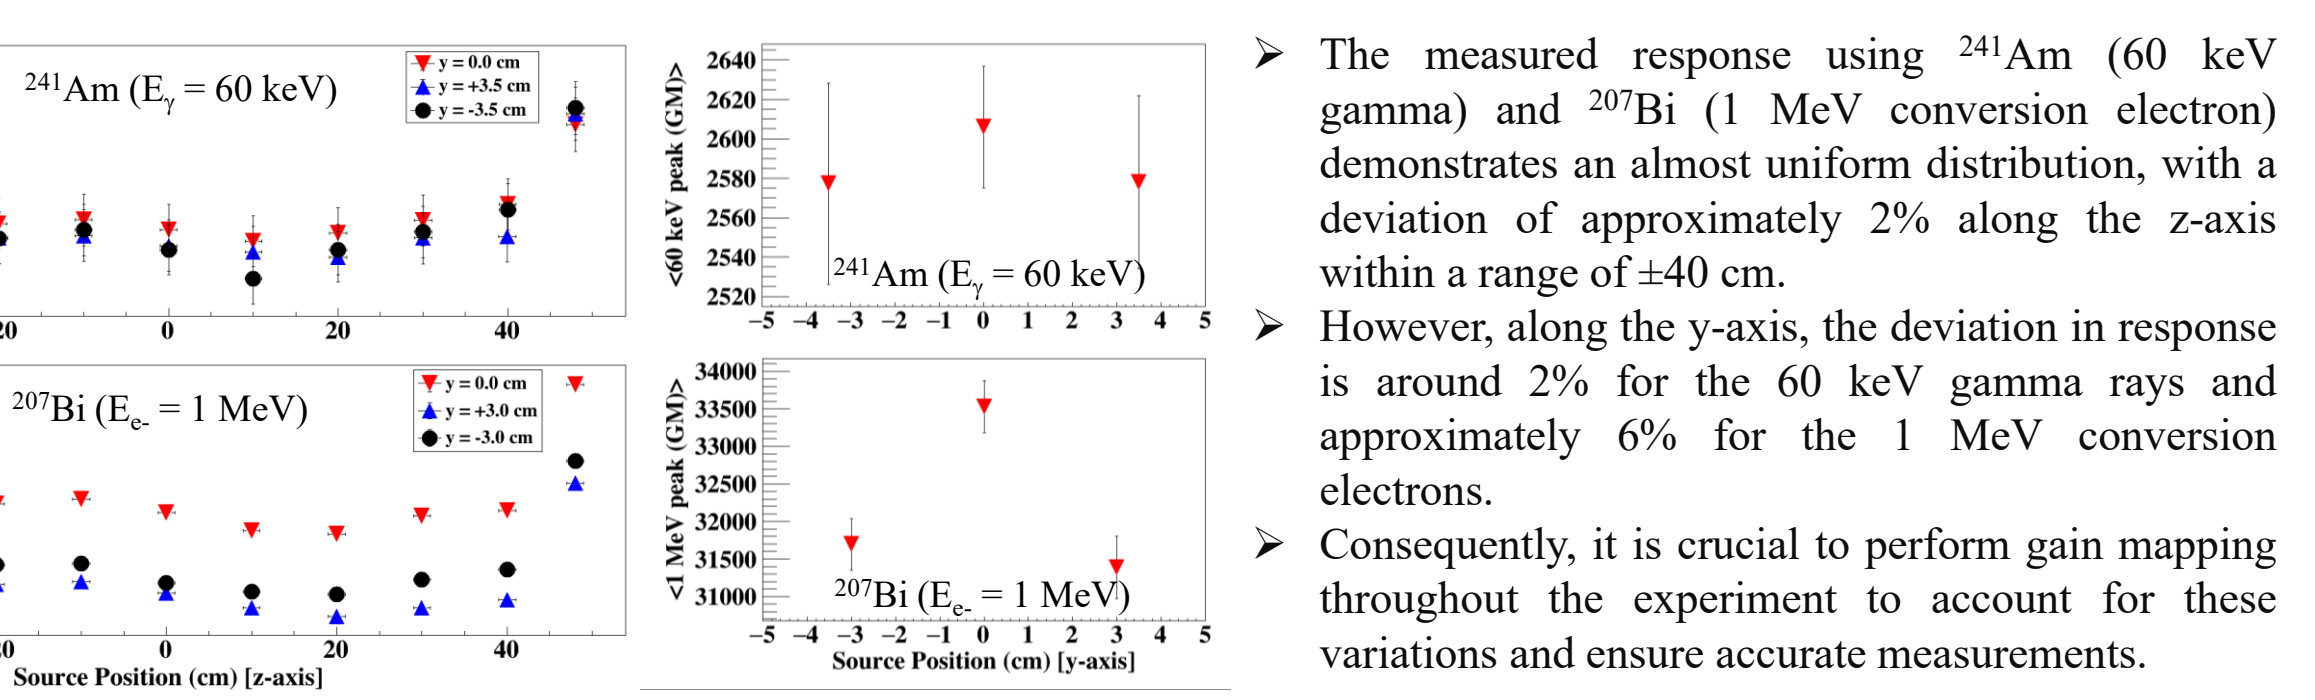 ²⁴¹Am (Eγ = 60 keV)
y = 0.0 cm
y = +3.5 cm
y = -3.5 cm
20 0 20 40
²⁰⁷Bi (Ee- = 1 MeV)
y = 0.0 cm
y = +3.0 cm
y = -3.0 cm
20 0 20 40
Source Position (cm) [z-axis]
<60 keV peak (GM)>
2640
2620
2600
2580
2560
2540
2520
²⁴¹Am (Eγ = 60 keV)
−5 −4 −3 −2 −1 0 1 2 3 4 5
<1 MeV peak (GM)>
34000
33500
33000
32500
32000
31500
31000
²⁰⁷Bi (Ee- = 1 MeV)
−5 −4 −3 −2 −1 0 1 2 3 4 5
Source Position (cm) [y-axis]
➢ The measured response using ²⁴¹Am (60 keV
gamma) and ²⁰⁷Bi (1 MeV conversion electron)
demonstrates an almost uniform distribution, with a
deviation of approximately 2% along the z-axis
within a range of ±40 cm.
➢ However, along the y-axis, the deviation in response
is around 2% for the 60 keV gamma rays and
approximately 6% for the 1 MeV conversion
electrons.
➢ Consequently, it is crucial to perform gain mapping
throughout the experiment to account for these
variations and ensure accurate measurements.